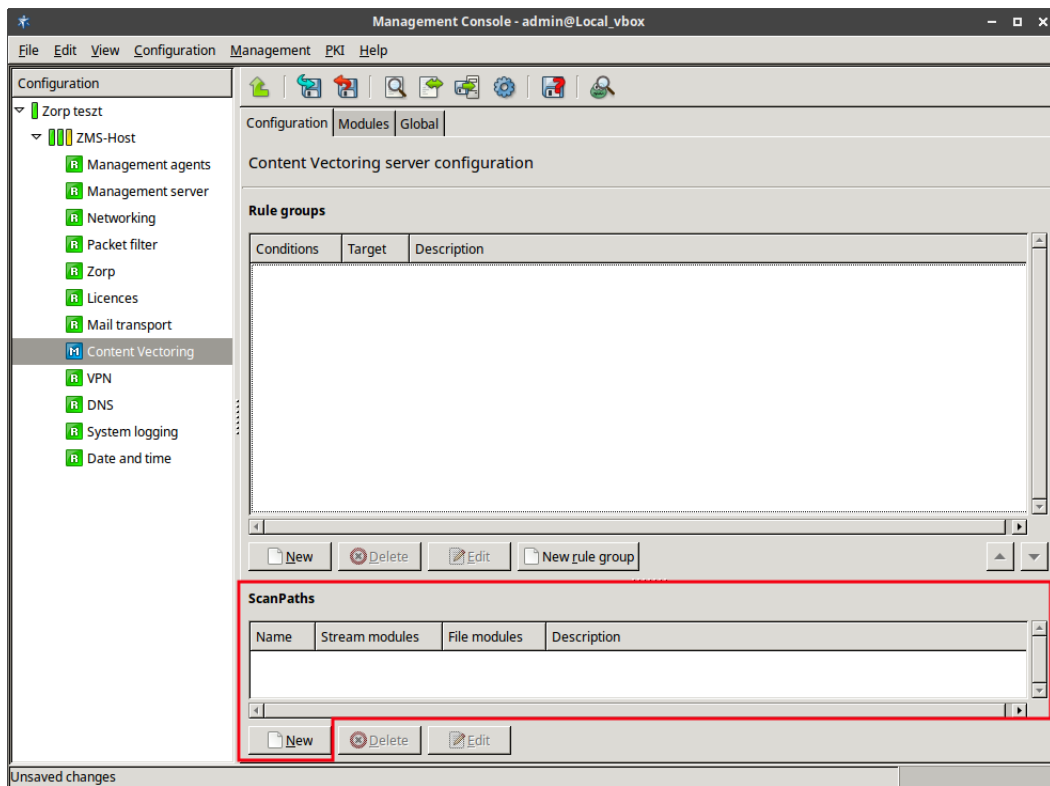 Management Console - admin@Local_vbox
File Edit View Configuration Management PKI Help
Configuration
Zorp teszt
ZMS-Host
R Management agents
R Management server
R Networking
R Packet filter
R Zorp
R Licences
R Mail transport
M Content Vectoring
R VPN
R DNS
R System logging
R Date and time
Configuration Modules Global
Content Vectoring server configuration
Rule groups
Conditions Target Description
New Delete Edit New rule group
ScanPaths
Name Stream modules File modules Description
New Delete Edit
Unsaved changes